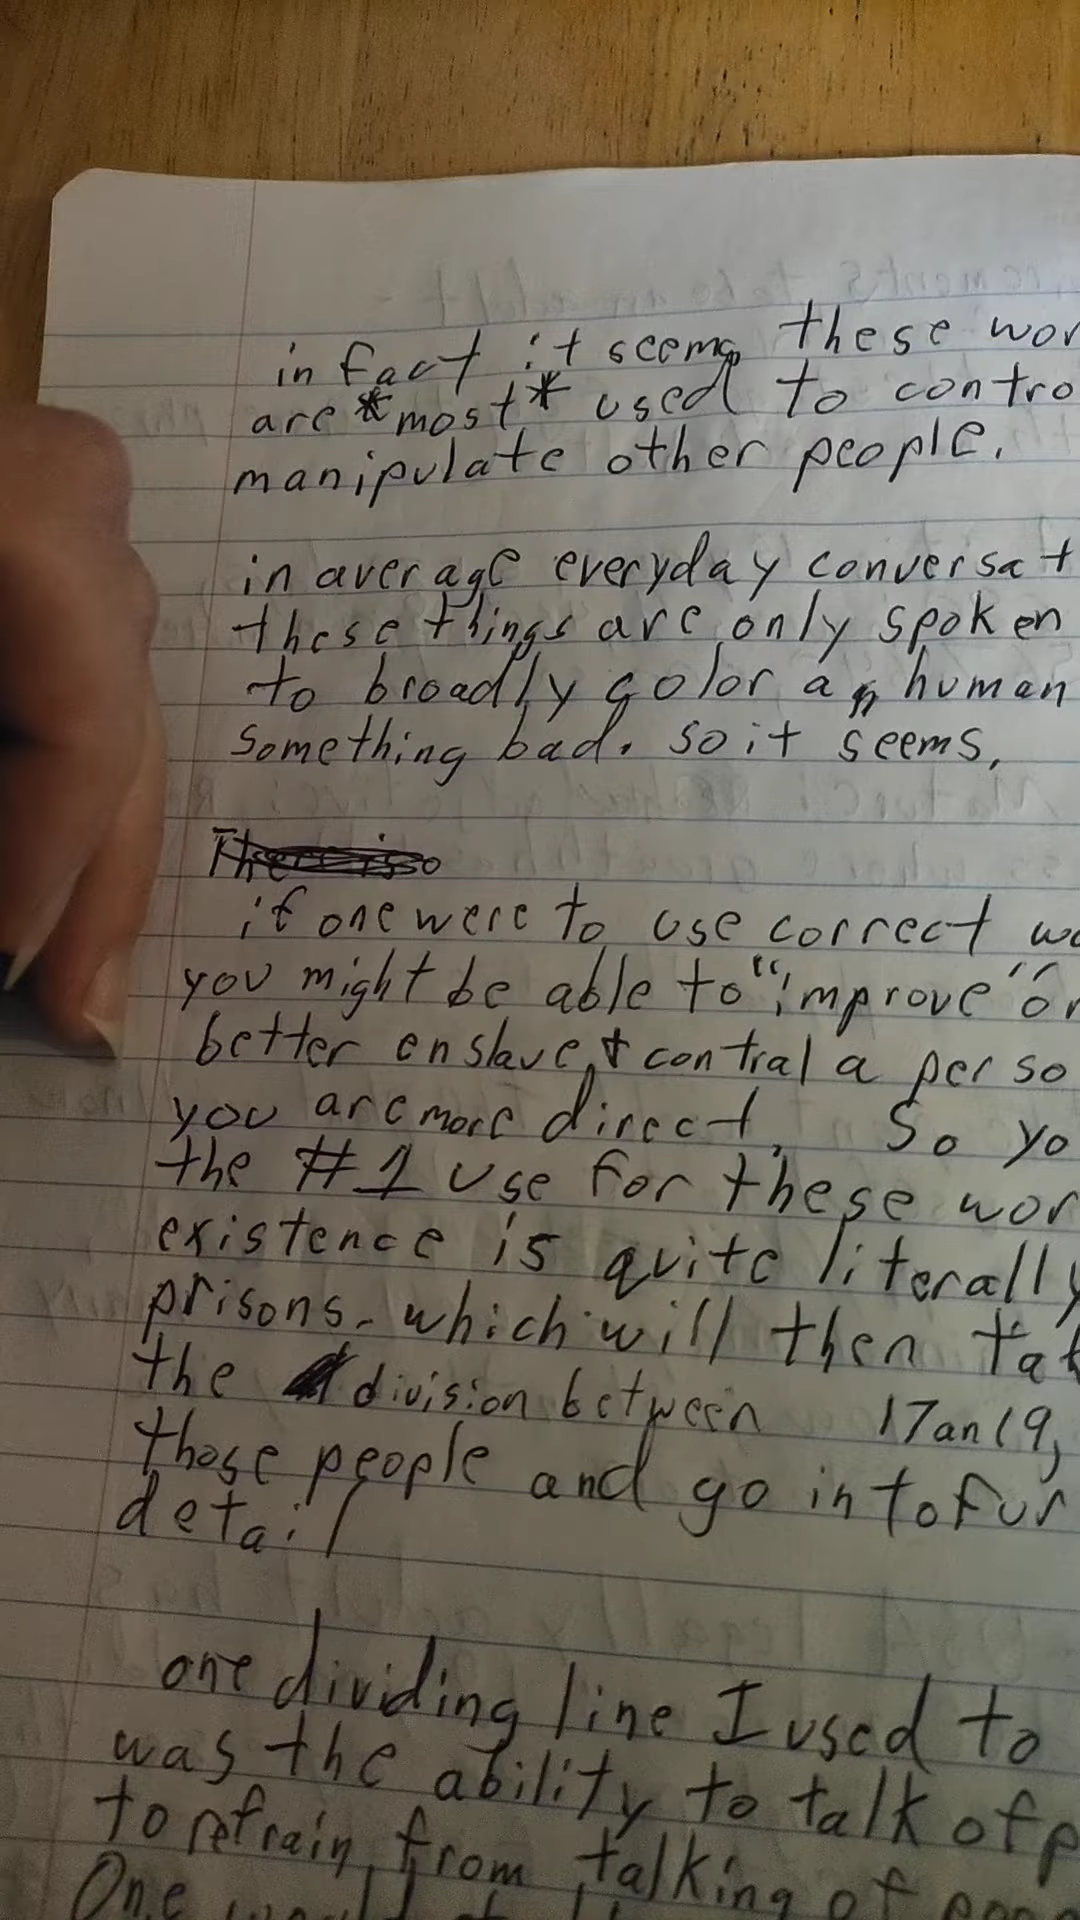 in fact it seems these wor
are *most* used to contro
manipulate other people.
in average everyday conversat
these things are only spoken
to broadly color a human
something bad. so it seems,
if one were to use correct wo
you might be able to "improve" or
better enslave & control a perso
you are more direct. So yo
the #1 use for these wor
existence is quite literally
prisons. which will then tak
the division between 17 an 19,
those people and go into fur
detail
one dividing line I used to
was the ability to talk of p
to refrain from talking of
One